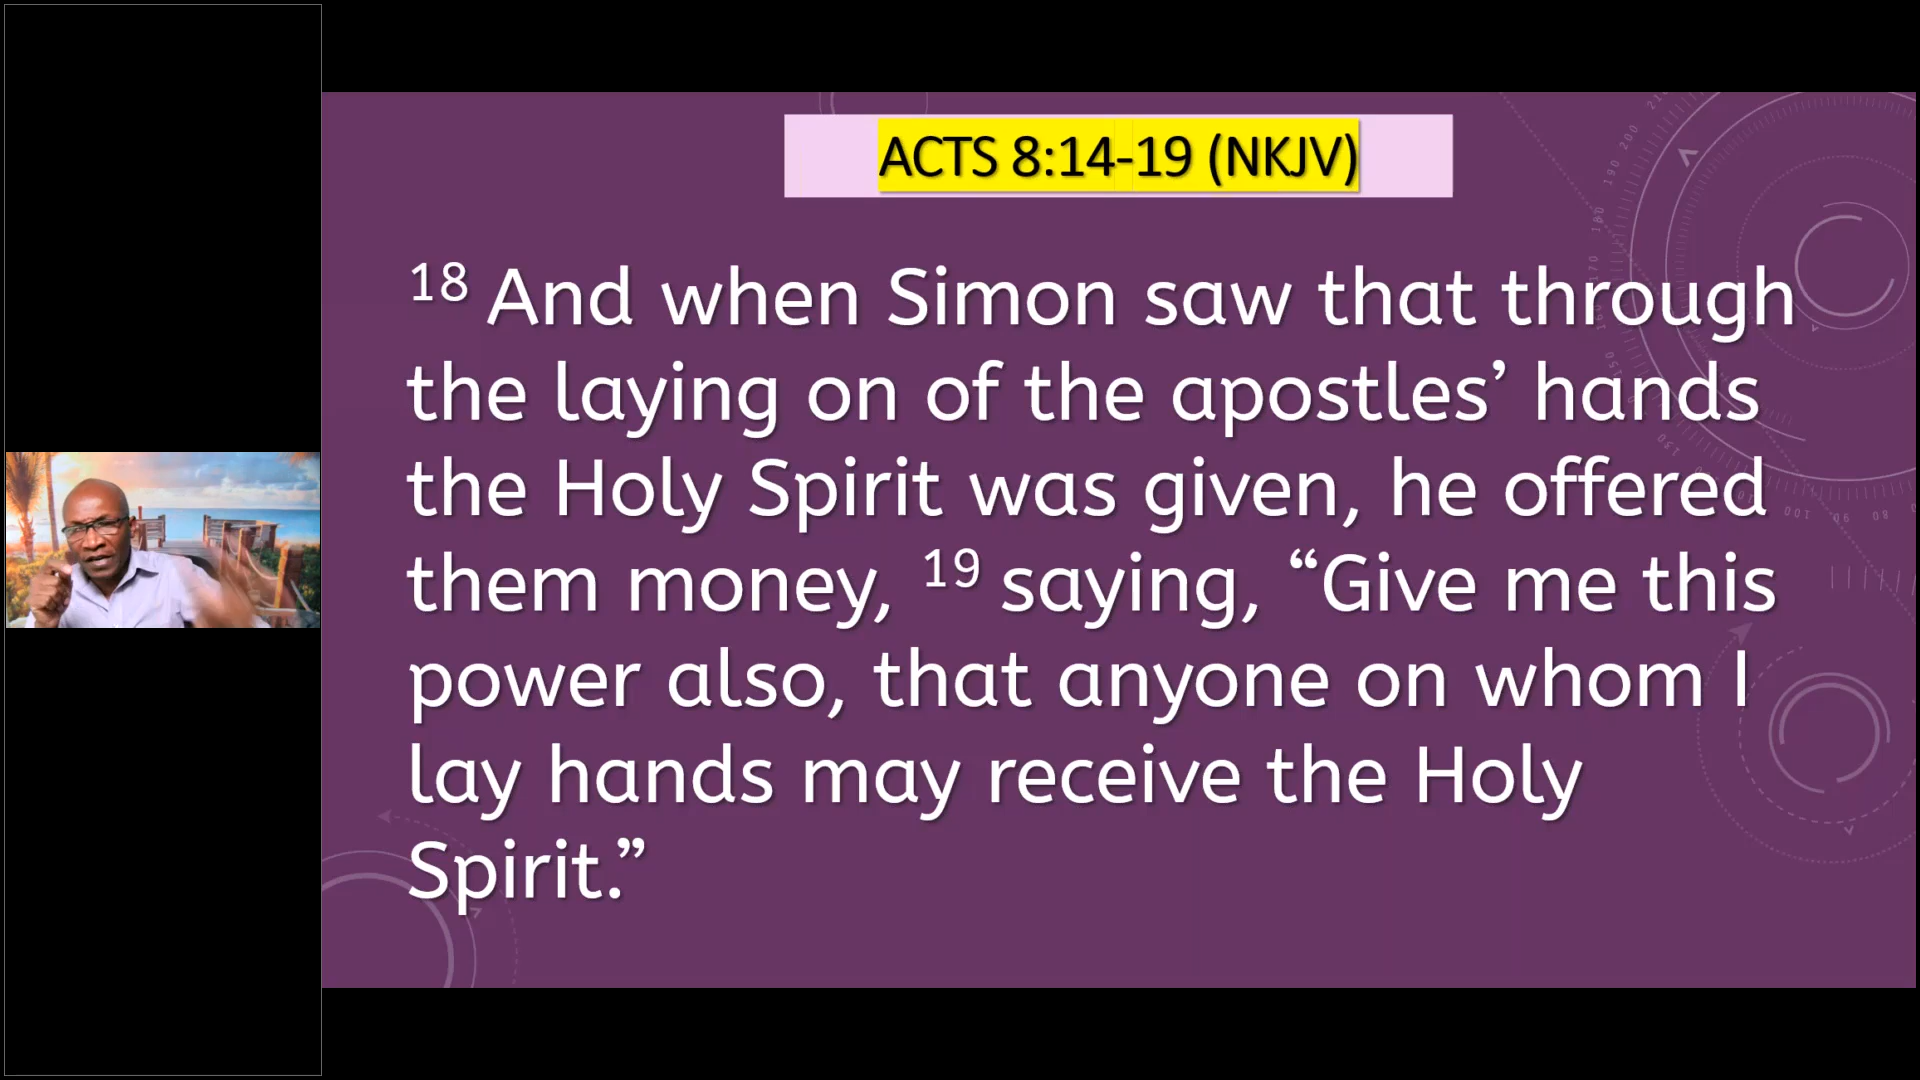 ACTS 8:14-19 (NKJV)
18 And when Simon saw that through
the laying on of the apostles’ hands
the Holy Spirit was given, he offered
them money, 19 saying, “Give me this
power also, that anyone on whom I
lay hands may receive the Holy
Spirit.”